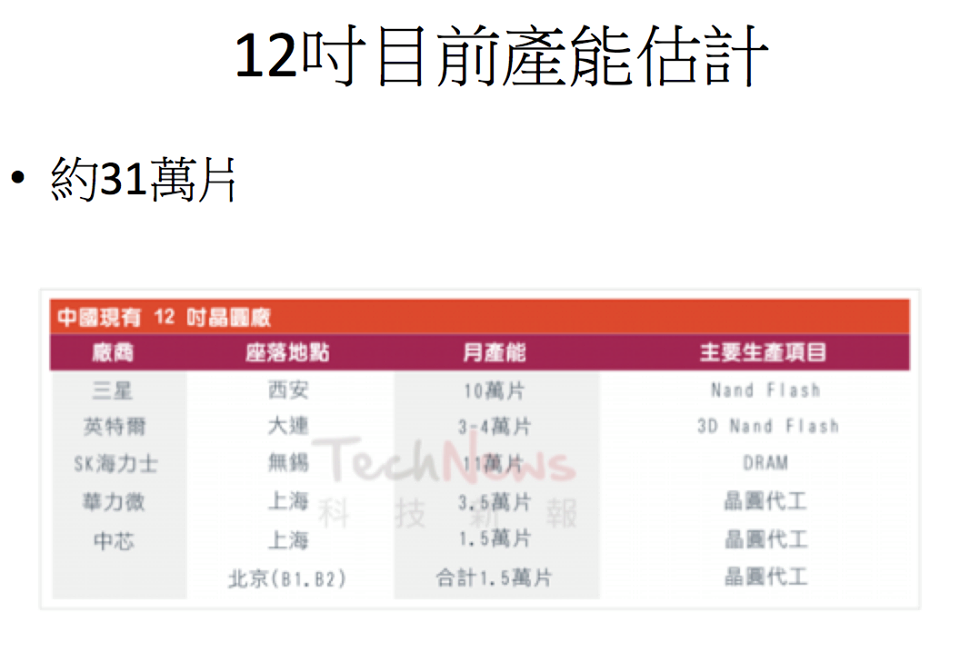 12吋目前產能估計
• 約31萬片
中國現有 12 吋晶圓廠
廠商 座落地點 月產能 主要生產項目
三星 西安 10萬片 Nand Flash
英特爾 大連 3-4萬片 3D Nand Flash
SK海力士 無錫 11萬片 DRAM
華力微 上海 3.5萬片 晶圓代工
中芯 上海 1.5萬片 晶圓代工
北京(B1.B2) 合計1.5萬片 晶圓代工
TechNews
科技新報